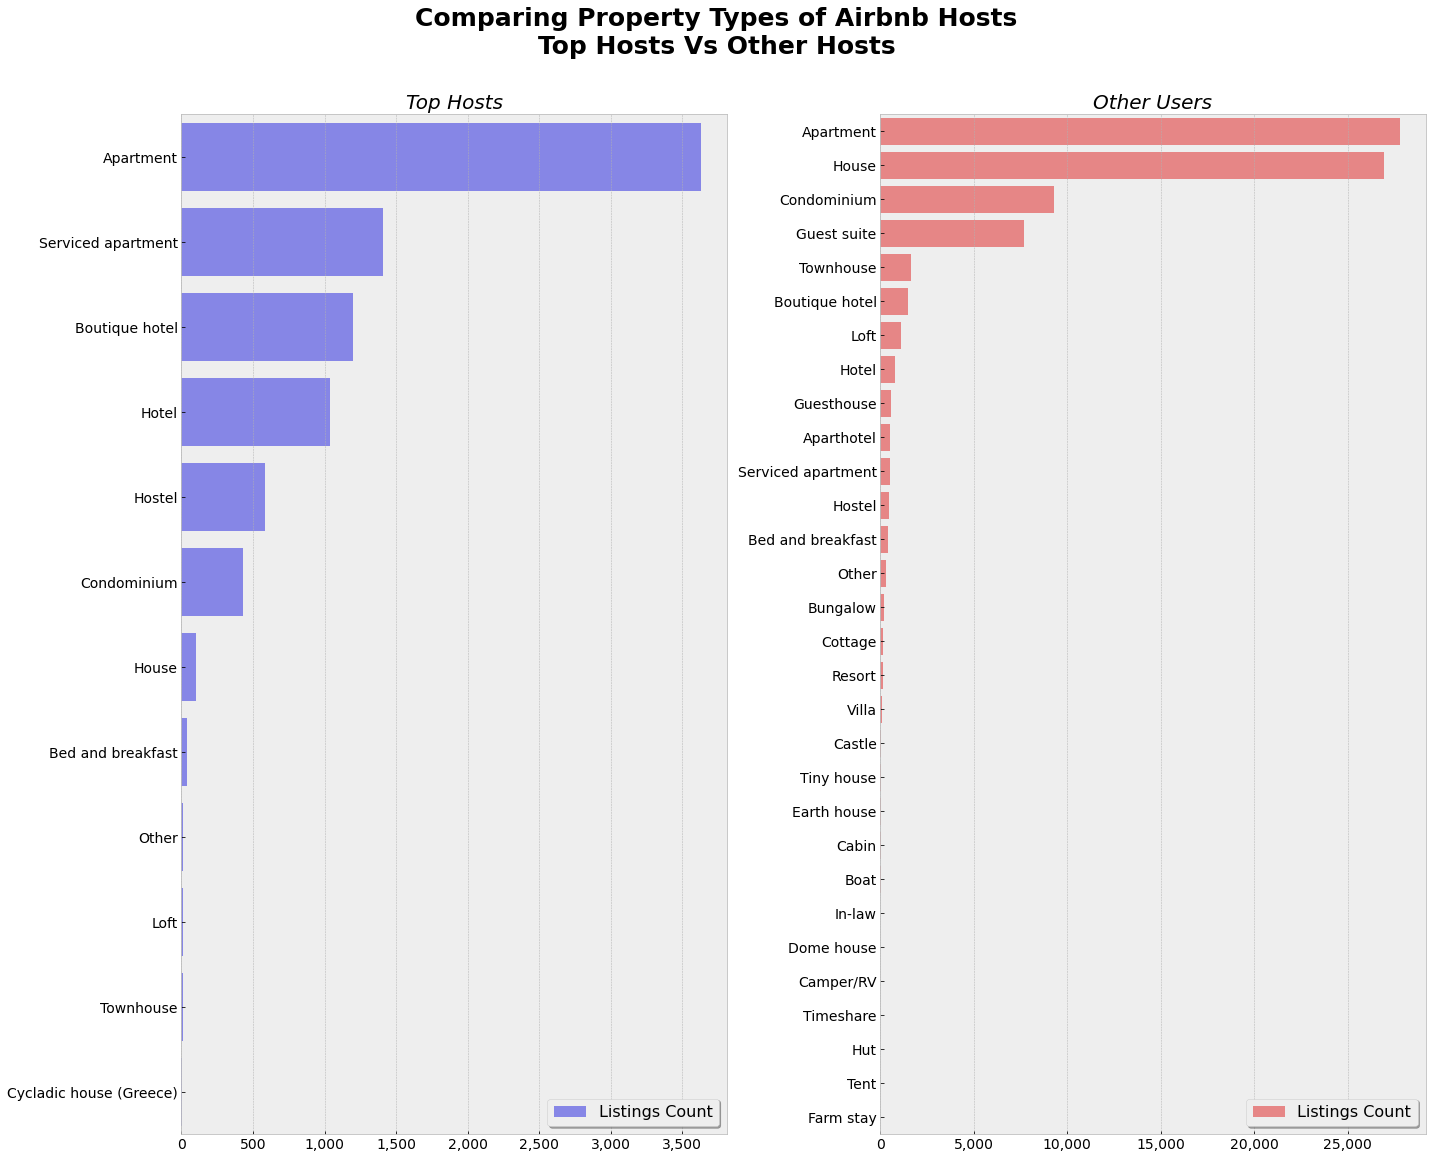 Comparing Property Types of Airbnb Hosts
Top Hosts Vs Other Hosts
Top Hosts
Apartment
Serviced apartment
Boutique hotel
Hotel
Hostel
Condominium
House
Bed and breakfast
Other
Loft
Townhouse
Cycladic house (Greece)
Listings Count
0 500 1,000 1,500 2,000 2,500 3,000 3,500
Other Users
Apartment
House
Condominium
Guest suite
Townhouse
Boutique hotel
Loft
Hotel
Guesthouse
Aparthotel
Serviced apartment
Hostel
Bed and breakfast
Other
Bungalow
Cottage
Resort
Villa
Castle
Tiny house
Earth house
Cabin
Boat
In-law
Dome house
Camper/RV
Timeshare
Hut
Tent
Farm stay
Listings Count
0 5,000 10,000 15,000 20,000 25,000